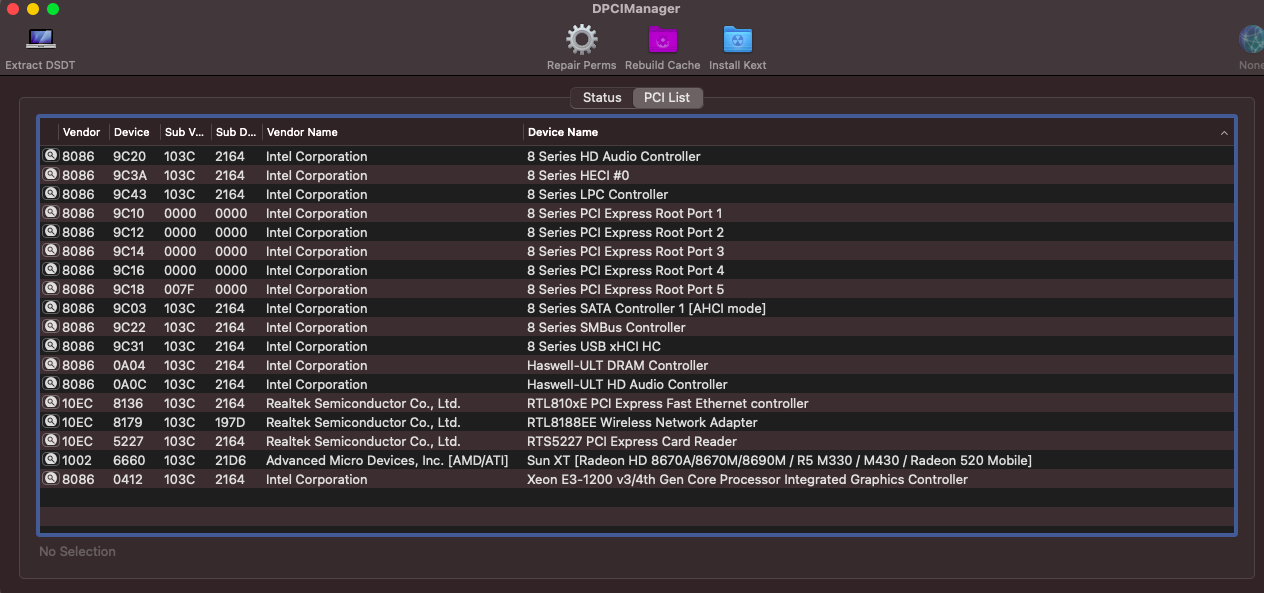 DPCIManager
Extract DSDT
Repair Perms Rebuild Cache Install Kext
None
Status PCI List
Vendor Device Sub V... Sub D... Vendor Name Device Name
8086 9C20 103C 2164 Intel Corporation 8 Series HD Audio Controller
8086 9C3A 103C 2164 Intel Corporation 8 Series HECI #0
8086 9C43 103C 2164 Intel Corporation 8 Series LPC Controller
8086 9C10 0000 0000 Intel Corporation 8 Series PCI Express Root Port 1
8086 9C12 0000 0000 Intel Corporation 8 Series PCI Express Root Port 2
8086 9C14 0000 0000 Intel Corporation 8 Series PCI Express Root Port 3
8086 9C16 0000 0000 Intel Corporation 8 Series PCI Express Root Port 4
8086 9C18 007F 0000 Intel Corporation 8 Series PCI Express Root Port 5
8086 9C03 103C 2164 Intel Corporation 8 Series SATA Controller 1 [AHCI mode]
8086 9C22 103C 2164 Intel Corporation 8 Series SMBus Controller
8086 9C31 103C 2164 Intel Corporation 8 Series USB xHCI HC
8086 0A04 103C 2164 Intel Corporation Haswell-ULT DRAM Controller
8086 0A0C 103C 2164 Intel Corporation Haswell-ULT HD Audio Controller
10EC 8136 103C 2164 Realtek Semiconductor Co., Ltd. RTL810xE PCI Express Fast Ethernet controller
10EC 8179 103C 197D Realtek Semiconductor Co., Ltd. RTL8188EE Wireless Network Adapter
10EC 5227 103C 2164 Realtek Semiconductor Co., Ltd. RTS5227 PCI Express Card Reader
1002 6660 103C 21D6 Advanced Micro Devices, Inc. [AMD/ATI] Sun XT [Radeon HD 8670A/8670M/8690M / R5 M330 / M430 / Radeon 520 Mobile]
8086 0412 103C 2164 Intel Corporation Xeon E3-1200 v3/4th Gen Core Processor Integrated Graphics Controller
No Selection